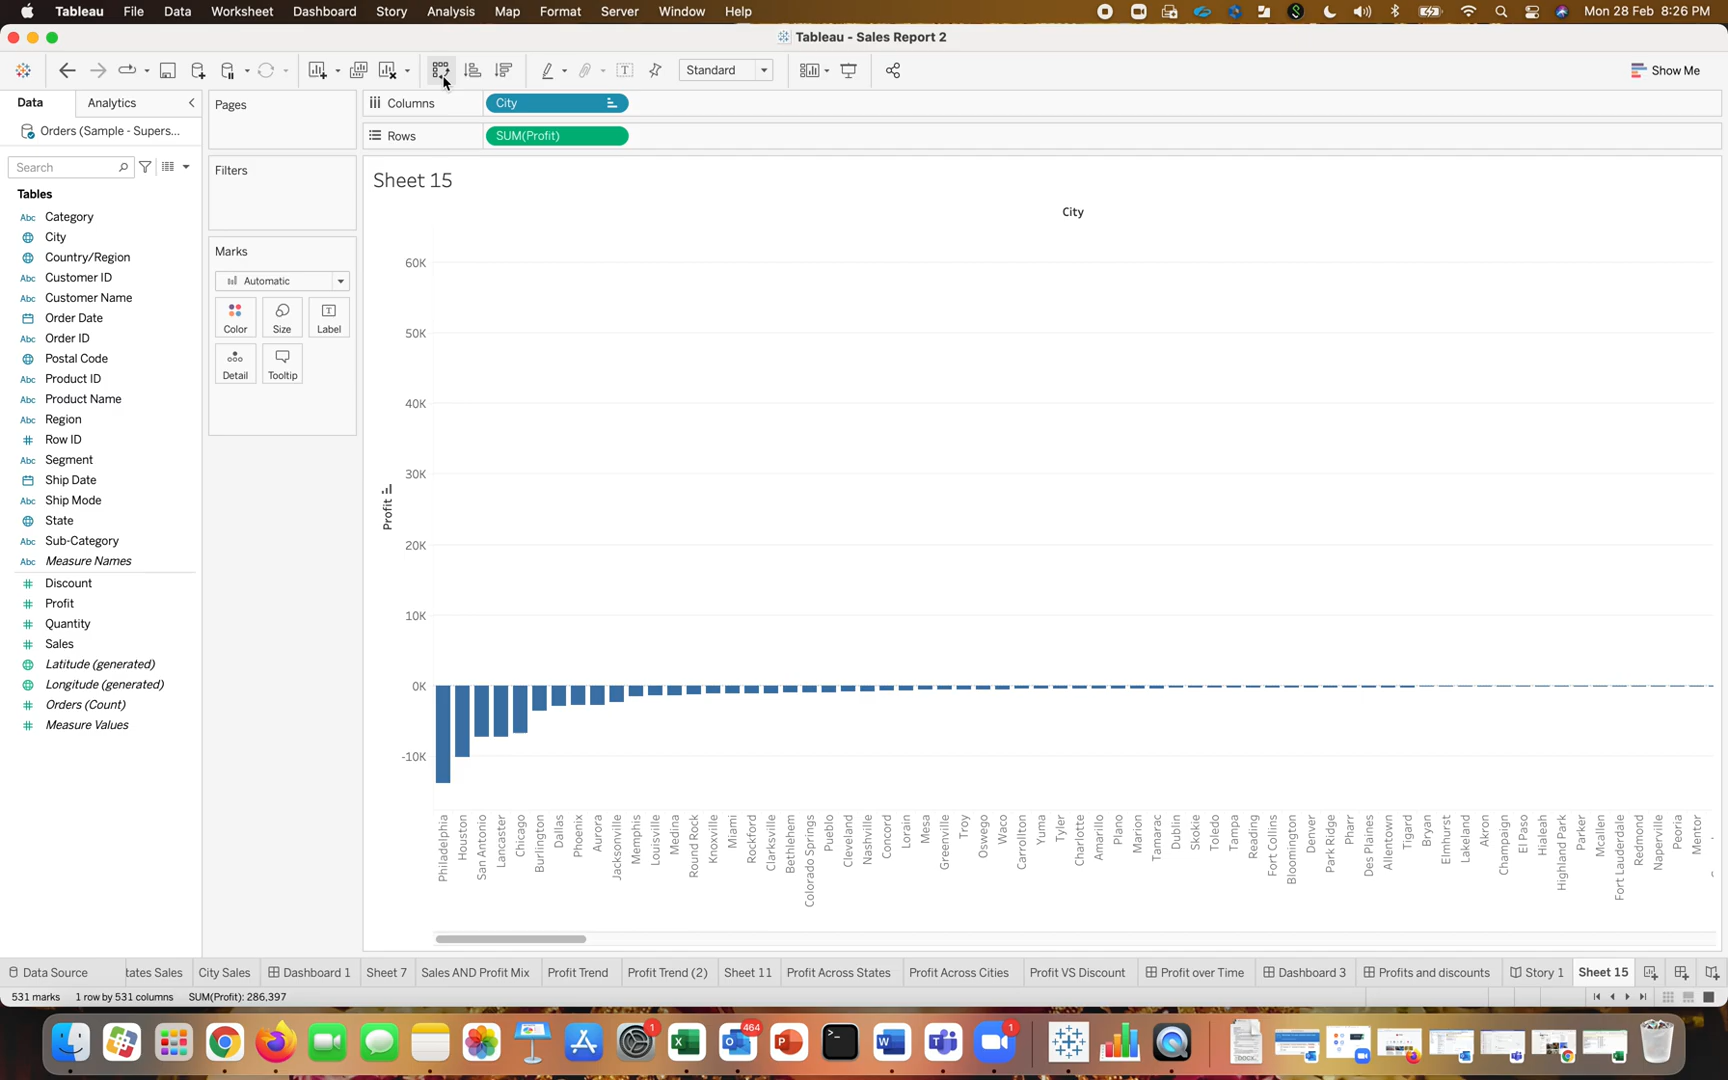 Tableau File Data Worksheet Dashboard Story Analysis Map Format Server Window Help Mon 28 Feb 8:26 PM
Tableau - Sales Report 2
Standard Show Me
Data Analytics Pages Columns City
Orders (Sample - Supers... Rows SUM(Profit)
Search
Filters
Sheet 15
Tables
City
Category
City
Country/Region
Customer ID
Customer Name
Order Date
Order ID
Postal Code
Product ID
Product Name
Region
Row ID
Segment
Ship Date
Ship Mode
State
Sub-Category
Measure Names
Discount
Profit
Quantity
Sales
Latitude (generated)
Longitude (generated)
Orders (Count)
Measure Values
Marks
Automatic
Color Size Label
Detail Tooltip
Profit
60K
50K
40K
30K
20K
10K
0K
-10K
Philadelphia
Houston
San Antonio
Lancaster
Chicago
Burlington
Dallas
Phoenix
Aurora
Jacksonville
Memphis
Louisville
Medina
Round Rock
Knoxville
Miami
Rockford
Clarksville
Bethlehem
Colorado Springs
Pueblo
Cleveland
Nashville
Concord
Lorain
Mesa
Greenville
Troy
Oswego
Waco
Carrollton
Yuma
Tyler
Charlotte
Amarillo
Plano
Marion
Tamarac
Dublin
Skokie
Toledo
Tampa
Reading
Fort Collins
Bloomington
Denver
Park Ridge
Pharr
Des Plaines
Allentown
Tigard
Bryan
Elmhurst
Lakeland
Akron
Champaign
El Paso
Hialeah
Highland Park
Parker
Mcallen
Fort Lauderdale
Redmond
Naperville
Peoria
Mentor
Data Source tates Sales City Sales Dashboard 1 Sheet 7 Sales AND Profit Mix Profit Trend Profit Trend (2) Sheet 11 Profit Across States Profit Across Cities Profit VS Discount Profit over Time Dashboard 3 Profits and discounts Story 1 Sheet 15
531 marks 1 row by 531 columns SUM(Profit): 286,397
1 464 1